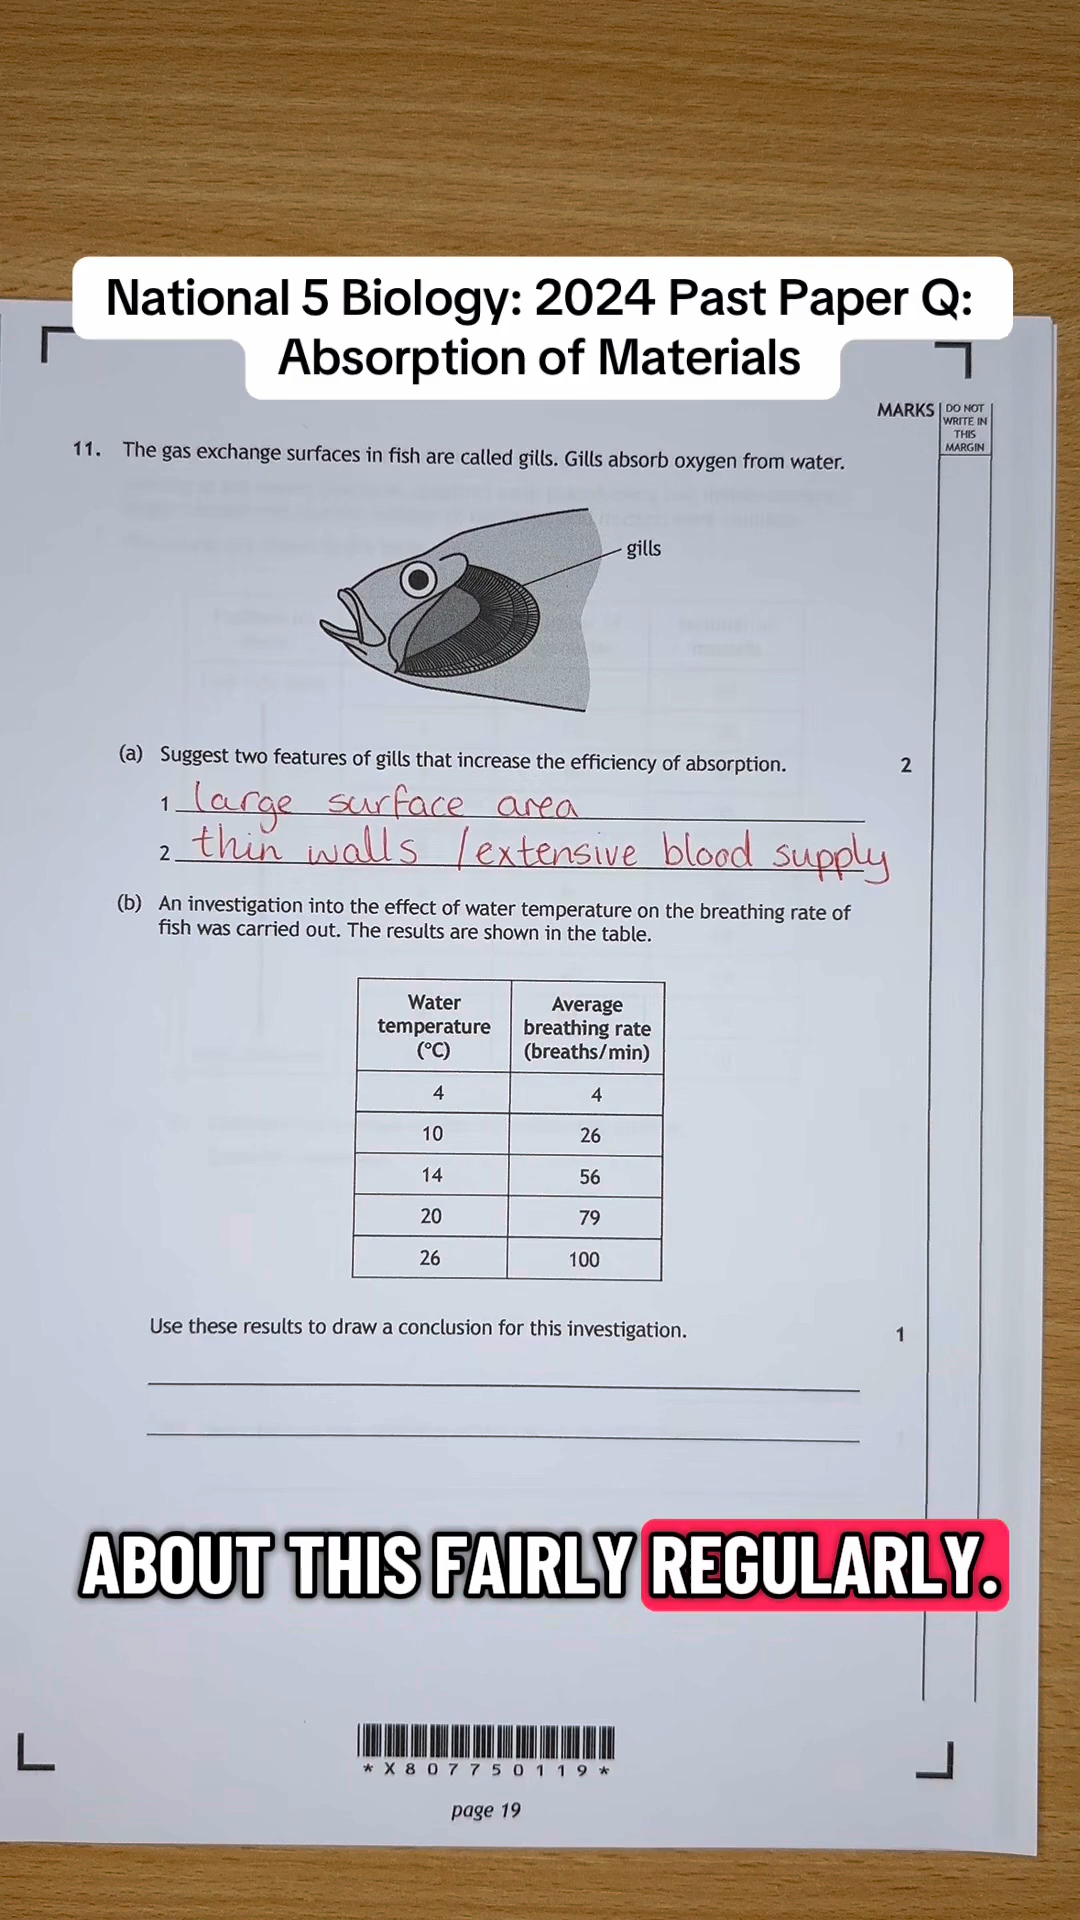 National 5 Biology: 2024 Past Paper Q:
Absorption of Materials
MARKS
DO NOT
WRITE IN
THIS
MARGIN
11. The gas exchange surfaces in fish are called gills. Gills absorb oxygen from water.
gills
(a) Suggest two features of gills that increase the efficiency of absorption. 2
1 large surface area
2 thin walls / extensive blood supply
(b) An investigation into the effect of water temperature on the breathing rate of
fish was carried out. The results are shown in the table.
Water temperature (°C) Average breathing rate (breaths/min)
4 4
10 26
14 56
20 79
26 100
Use these results to draw a conclusion for this investigation. 1
ABOUT THIS FAIRLY REGULARLY.
* X 8 0 7 7 5 0 1 1 9 *
page 19